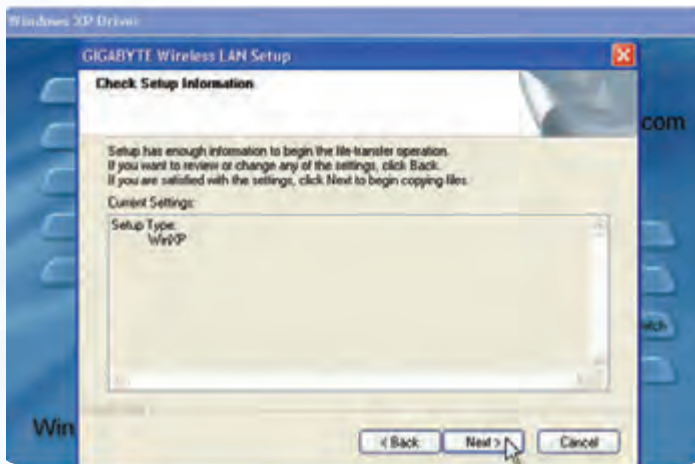 Windows XP Driver
GIGABYTE Wireless LAN Setup
Check Setup Information
com
Setup has enough information to begin the file-transfer operation.
If you want to review or change any of the settings, click Back.
If you are satisfied with the settings, click Next to begin copying files.
Current Settings:
Setup Type:
WinXP
Win
< Back
Next >
Cancel